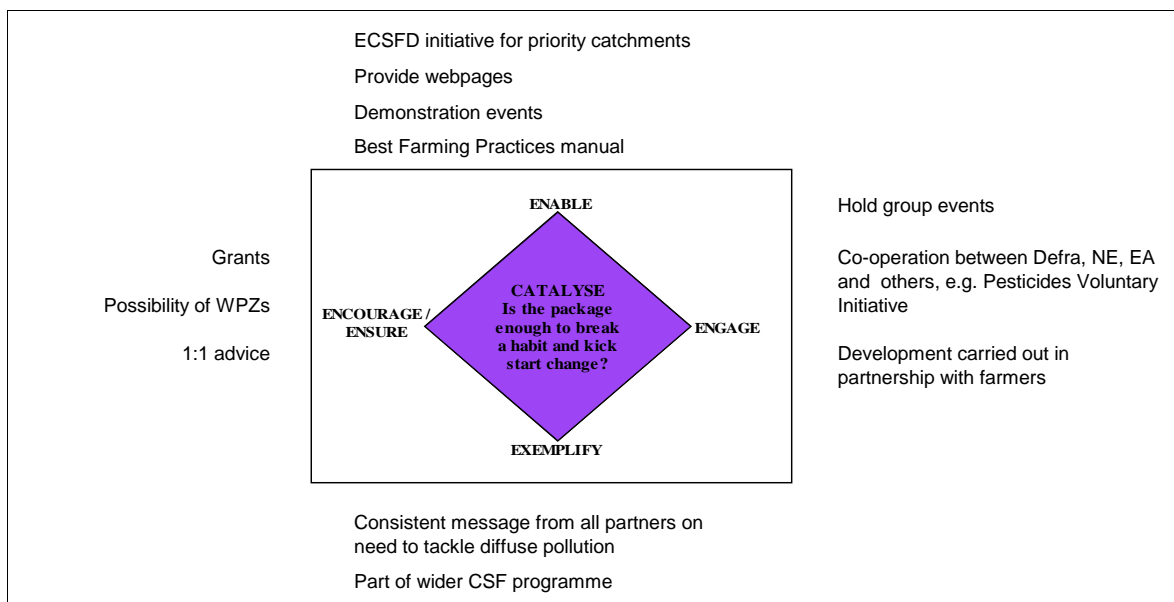 ECSFD initiative for priority catchments
Provide webpages
Demonstration events
Best Farming Practices manual
ENABLE
Grants
Possibility of WPZs
1:1 advice
ENCOURAGE /
ENSURE
CATALYSE
Is the package
enough to break
a habit and kick
start change?
ENGAGE
Hold group events
Co-operation between Defra, NE, EA
and others, e.g. Pesticides Voluntary
Initiative
Development carried out in
partnership with farmers
EXEMPLIFY
Consistent message from all partners on
need to tackle diffuse pollution
Part of wider CSF programme